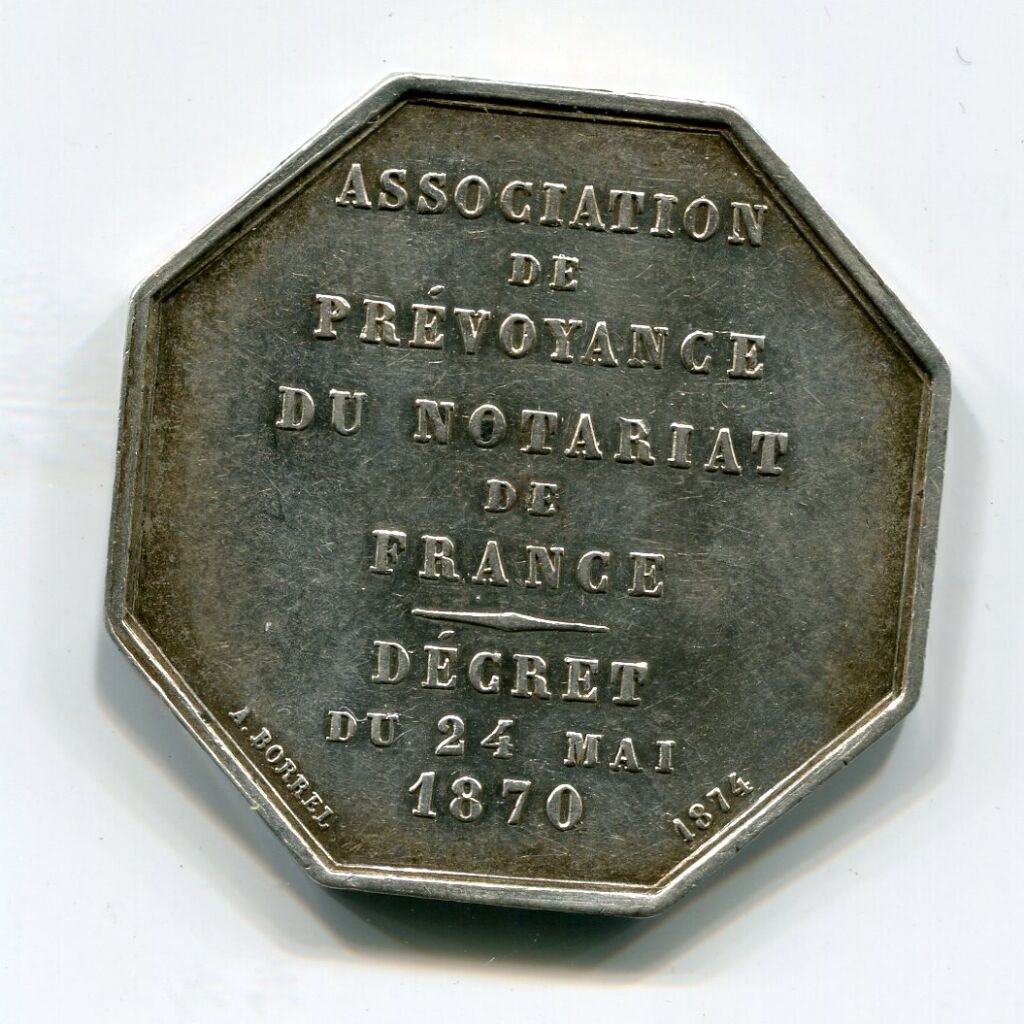 ASSOCIATION
DE
PRÉVOYANCE
DU NOTARIAT
DE
FRANCE
DÉCRET
DU 24 MAI
1870
A. BORREL.
1874